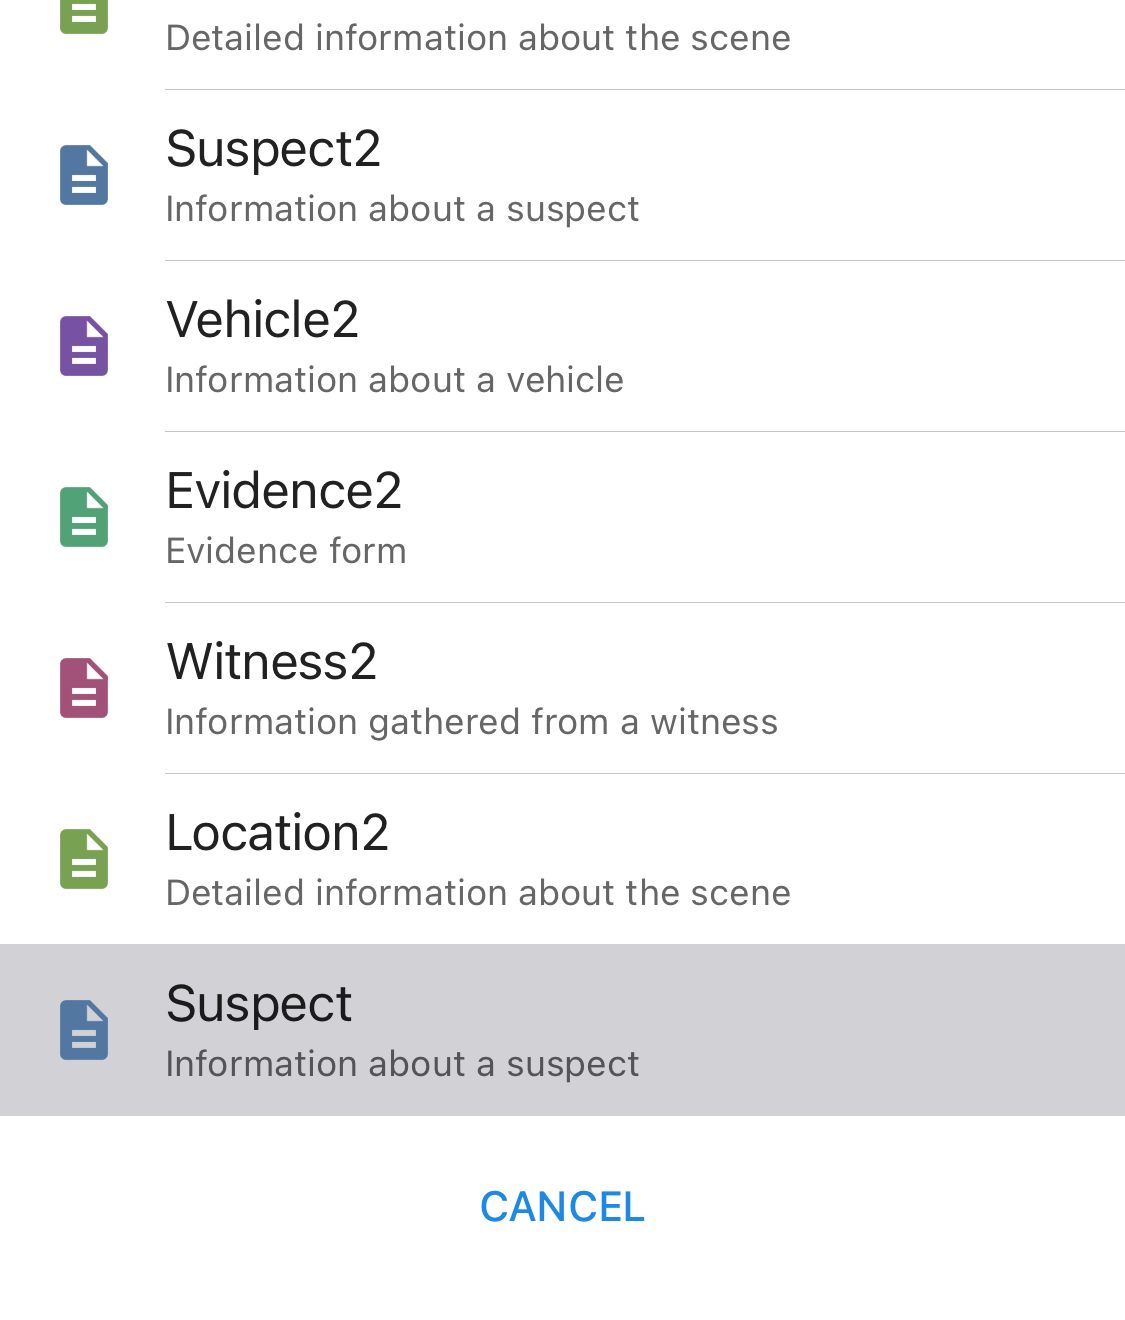 Detailed information about the scene
Suspect2
Information about a suspect
Vehicle2
Information about a vehicle
Evidence2
Evidence form
Witness2
Information gathered from a witness
Location2
Detailed information about the scene
Suspect
Information about a suspect
CANCEL